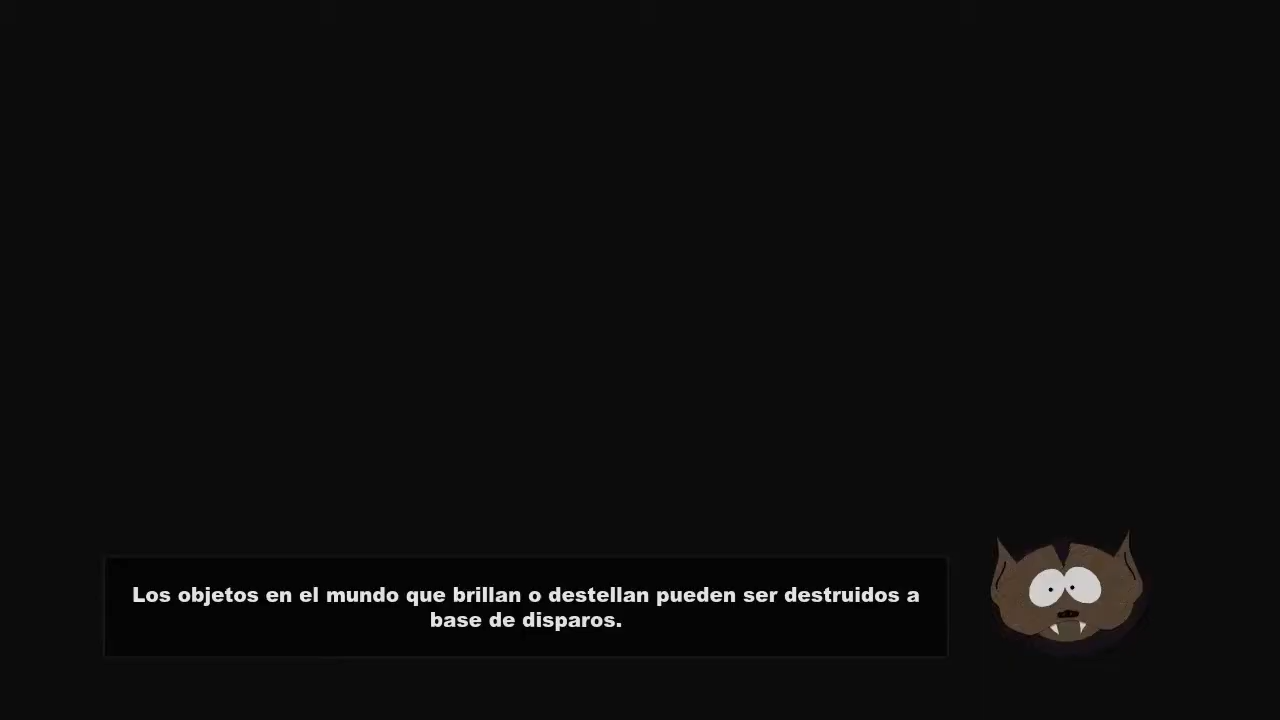 Los objetos en el mundo que brillan o destellan pueden ser destruidos a
base de disparos.